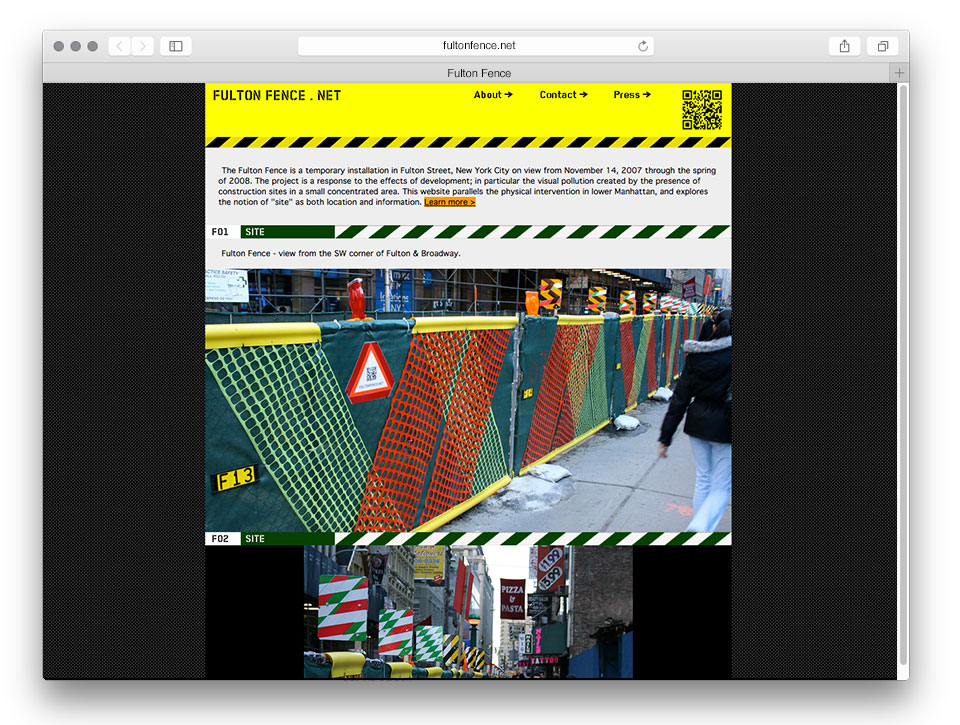 fultonfence.net
Fulton Fence
FULTON FENCE . NET
About →
Contact →
Press →
The Fulton Fence is a temporary installation in Fulton Street, New York City on view from November 14, 2007 through the spring
of 2008. The project is a response to the effects of development; in particular the visual pollution created by the presence of
construction sites in a small concentrated area. This website parallels the physical intervention in lower Manhattan, and explores
the notion of "site" as both location and information. Learn more >
F01 SITE
Fulton Fence - view from the SW corner of Fulton & Broadway.
F13
F02 SITE
11.99
13.99
PIZZA
&
PASTA
TATTOO